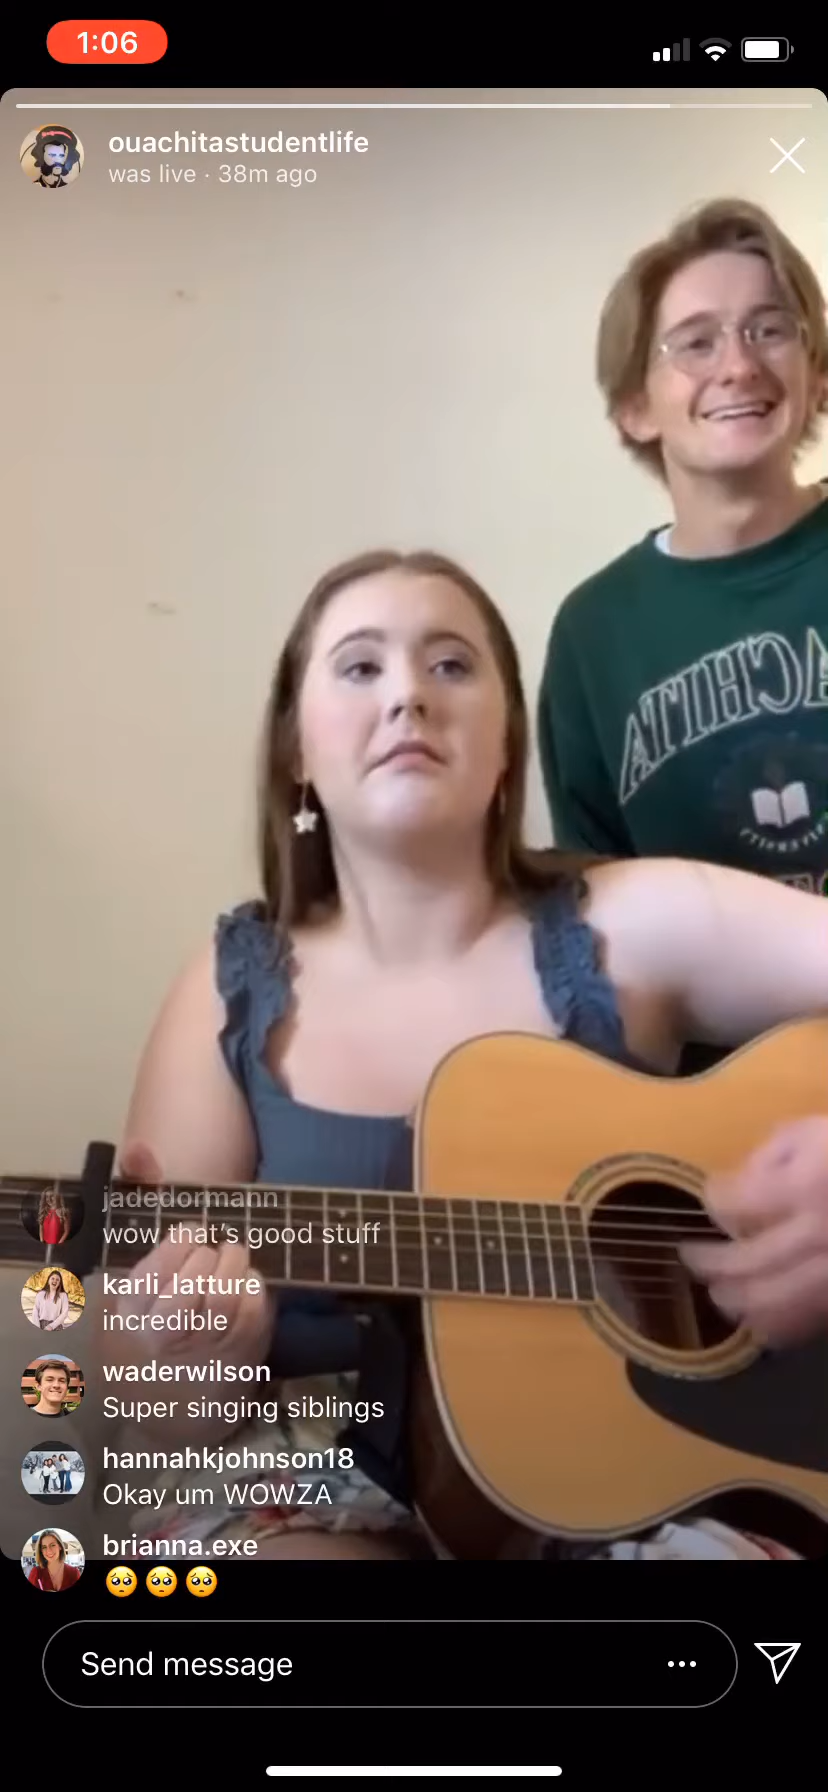 1:06
ouachitastudentlife
was live · 38m ago
ACHITA
jadedormann
wow that’s good stuff
karli_latture
incredible
waderwilson
Super singing siblings
hannahkjohnson18
Okay um WOWZA
brianna.exe
🥺🥺🥺
Send message